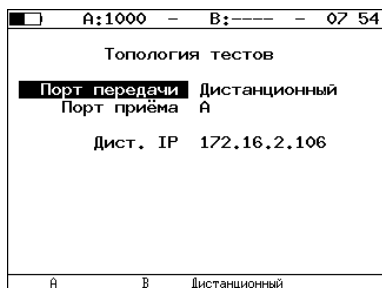 A:1000 – B:---- – 07 54
Топология тестов
Порт передачи Дистанционный
Порт приёма A
Дист. IP 172.16.2.106
A B Дистанционный